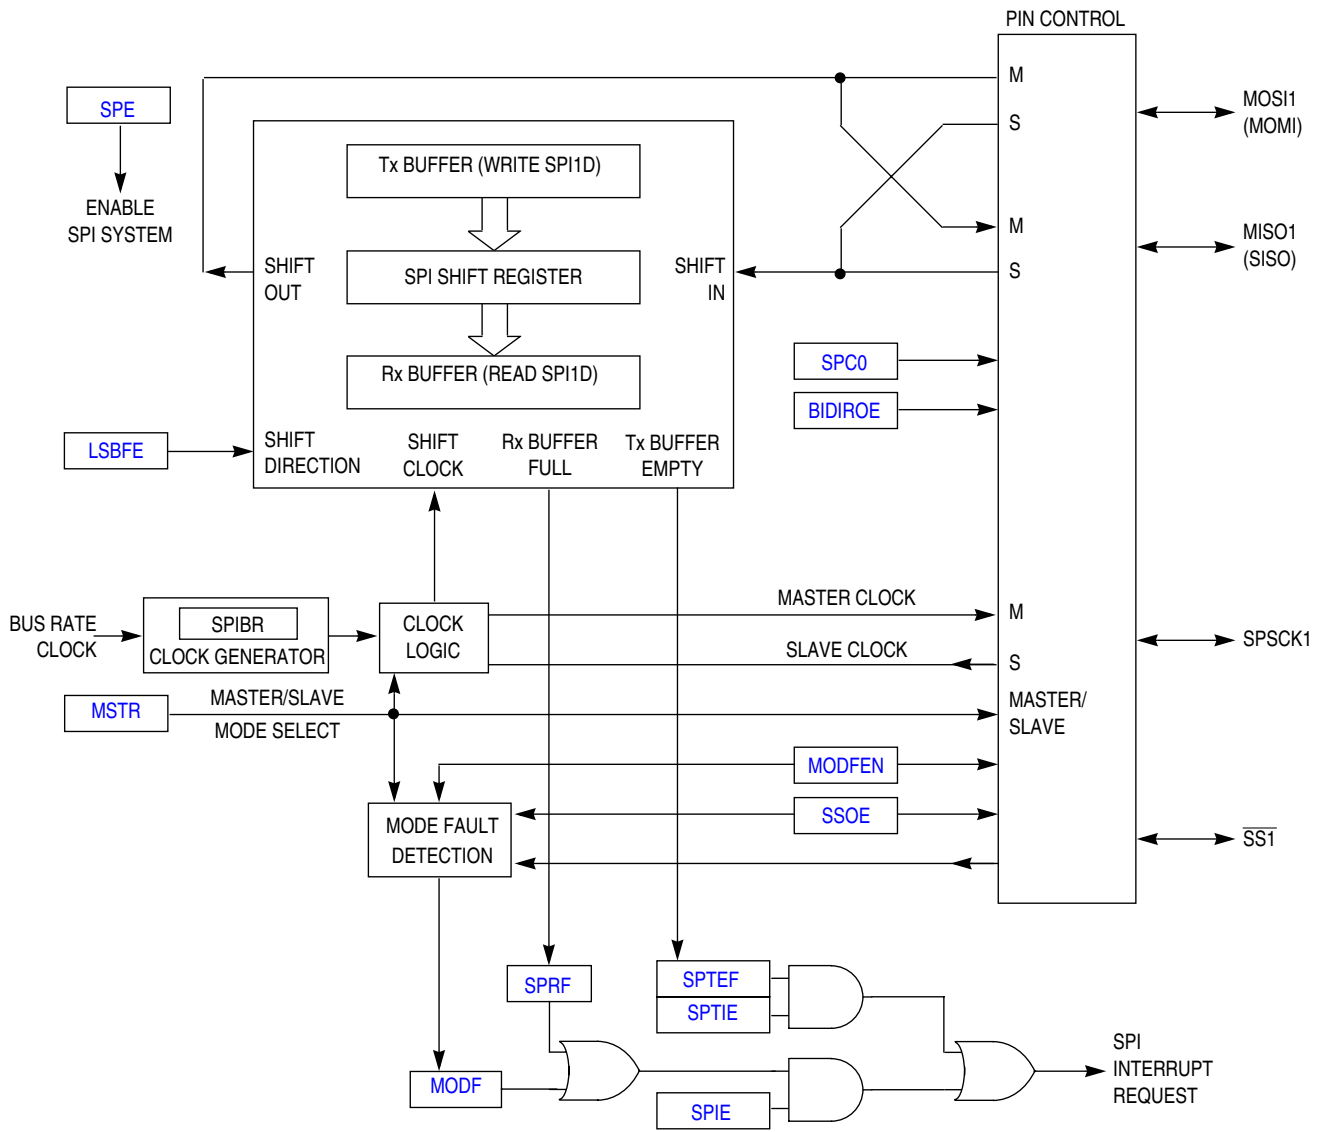 PIN CONTROL
M
MOSI1
(MOMI)
SPE
S
Tx BUFFER (WRITE SPI1D)
ENABLE
SPI SYSTEM
M
MISO1
(SISO)
SHIFT
OUT
SPI SHIFT REGISTER
SHIFT
IN
S
SPC0
Rx BUFFER (READ SPI1D)
BIDIROE
LSBFE
SHIFT
DIRECTION
SHIFT
CLOCK
Rx BUFFER
FULL
Tx BUFFER
EMPTY
MASTER CLOCK
M
BUS RATE
CLOCK
SPIBR
CLOCK GENERATOR
CLOCK
LOGIC
SLAVE CLOCK
S
SPSCK1
MSTR
MASTER/SLAVE
MODE SELECT
MASTER/
SLAVE
MODFEN
SSOE
MODE FAULT
DETECTION
SS1
SPRF
SPTEF
SPTIE
MODF
SPIE
SPI
INTERRUPT
REQUEST